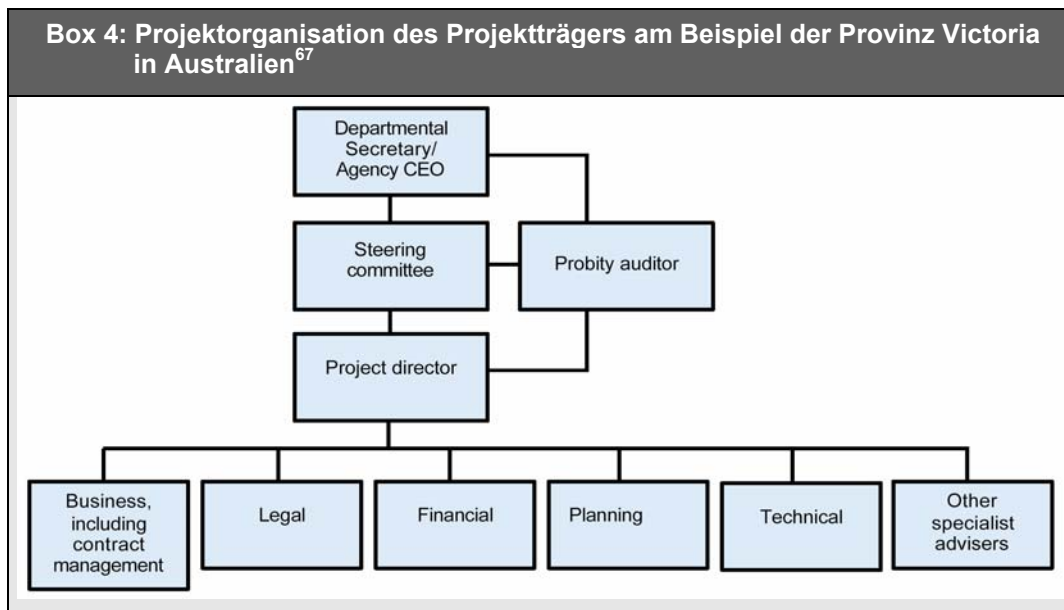 Box 4: Projektorganisation des Projektträgers am Beispiel der Provinz Victoria
in Australien67
Departmental
Secretary/
Agency CEO
Steering
committee
Probity auditor
Project director
Business,
including
contract
management
Legal
Financial
Planning
Technical
Other
specialist
advisers